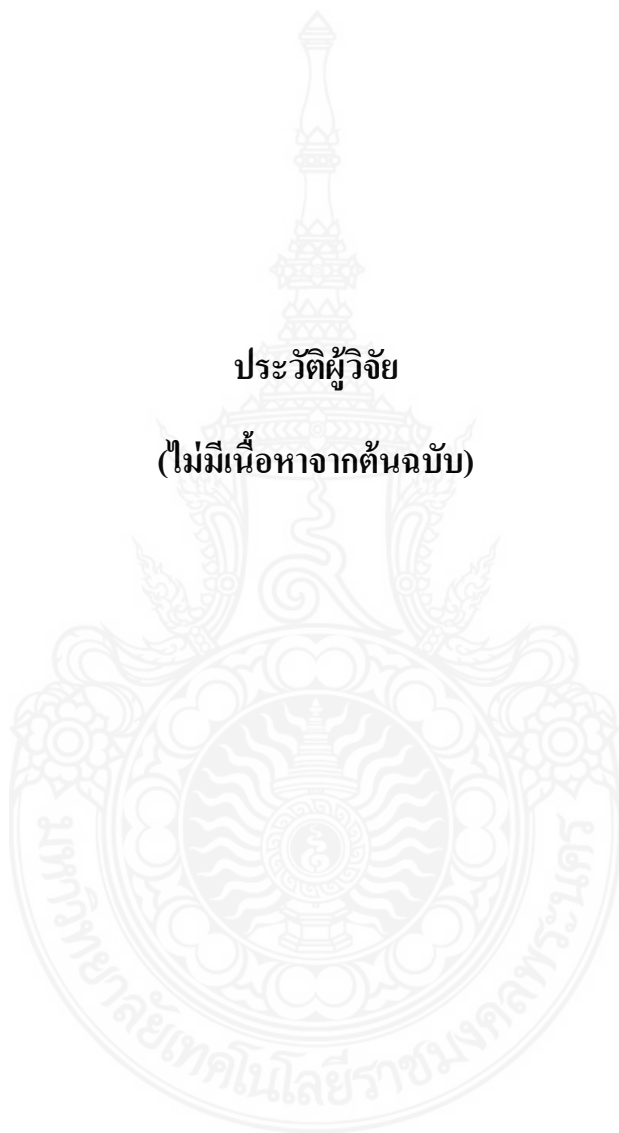 ประวัติผู้วิจัย
(ไม่มีเนื้อหาจากต้นฉบับ)
มหาวิทยาลัยเทคโนโลยีราชมงคลพระนคร